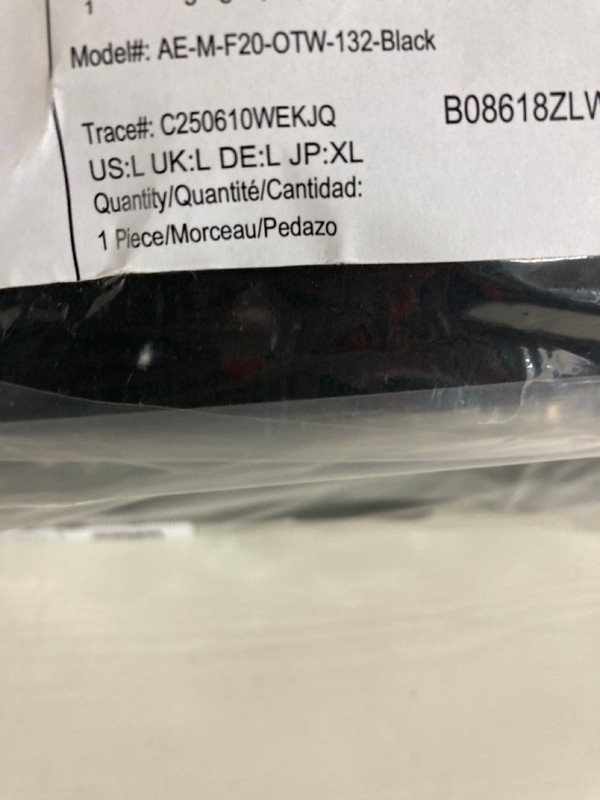 1
Model#: AE-M-F20-OTW-132-Black
Trace#: C250610WEKJQ
B08618ZLW
US:L UK:L DE:L JP:XL
Quantity/Quantité/Cantidad:
1 Piece/Morceau/Pedazo